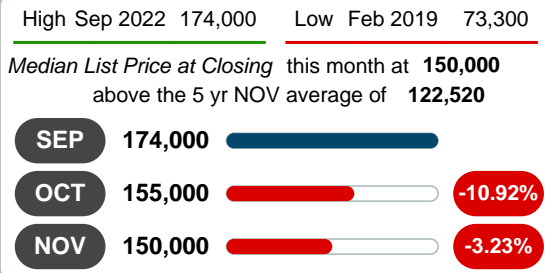 High Sep 2022 174,000 Low Feb 2019 73,300
Median List Price at Closing this month at 150,000
above the 5 yr NOV average of 122,520
SEP 174,000
OCT 155,000 -10.92%
NOV 150,000 -3.23%